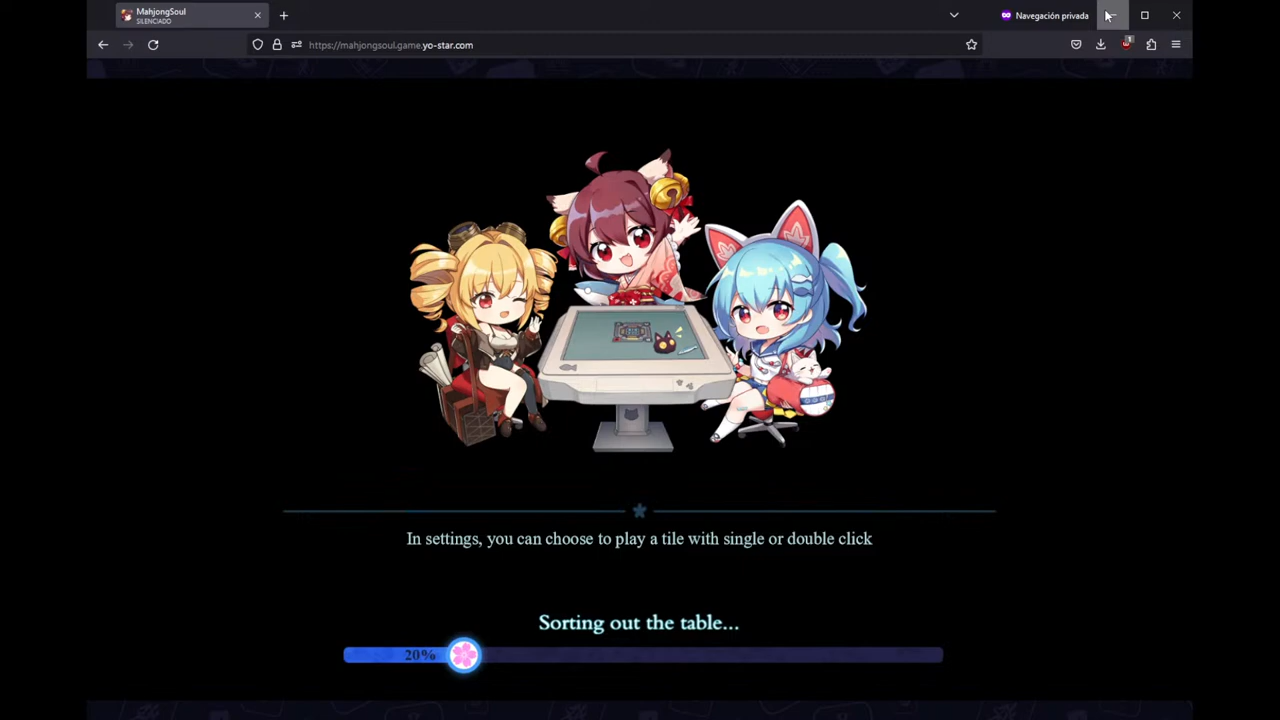 MahjongSoul
SILENCIADO
Navegación privada
https://mahjongsoul.game.yo-star.com
1
In settings, you can choose to play a tile with single or double click
Sorting out the table...
20%